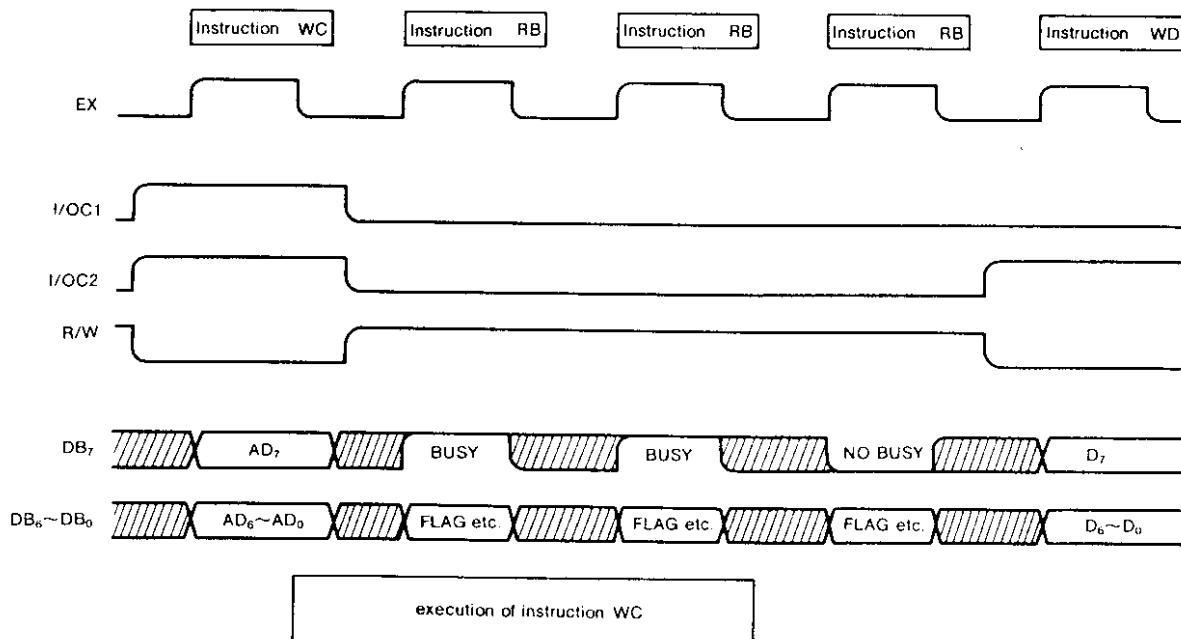 Instruction WC Instruction RB Instruction RB Instruction RB Instruction WD
EX
I/OC1
I/OC2
R/W
DB₇ AD₇ BUSY BUSY NO BUSY D₇
DB₆~DB₀ AD₆~AD₀ FLAG etc. FLAG etc. FLAG etc. D₆~D₀
execution of instruction WC